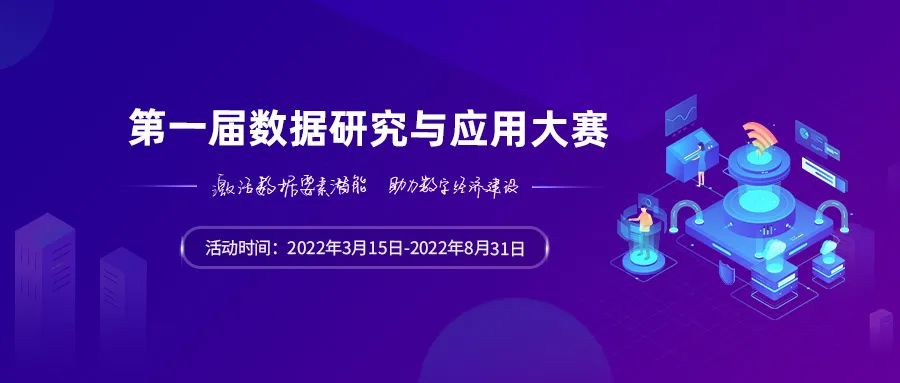 第一届数据研究与应用大赛
激活数据要素潜能 助力数字经济建设
活动时间：2022年3月15日-2022年8月31日